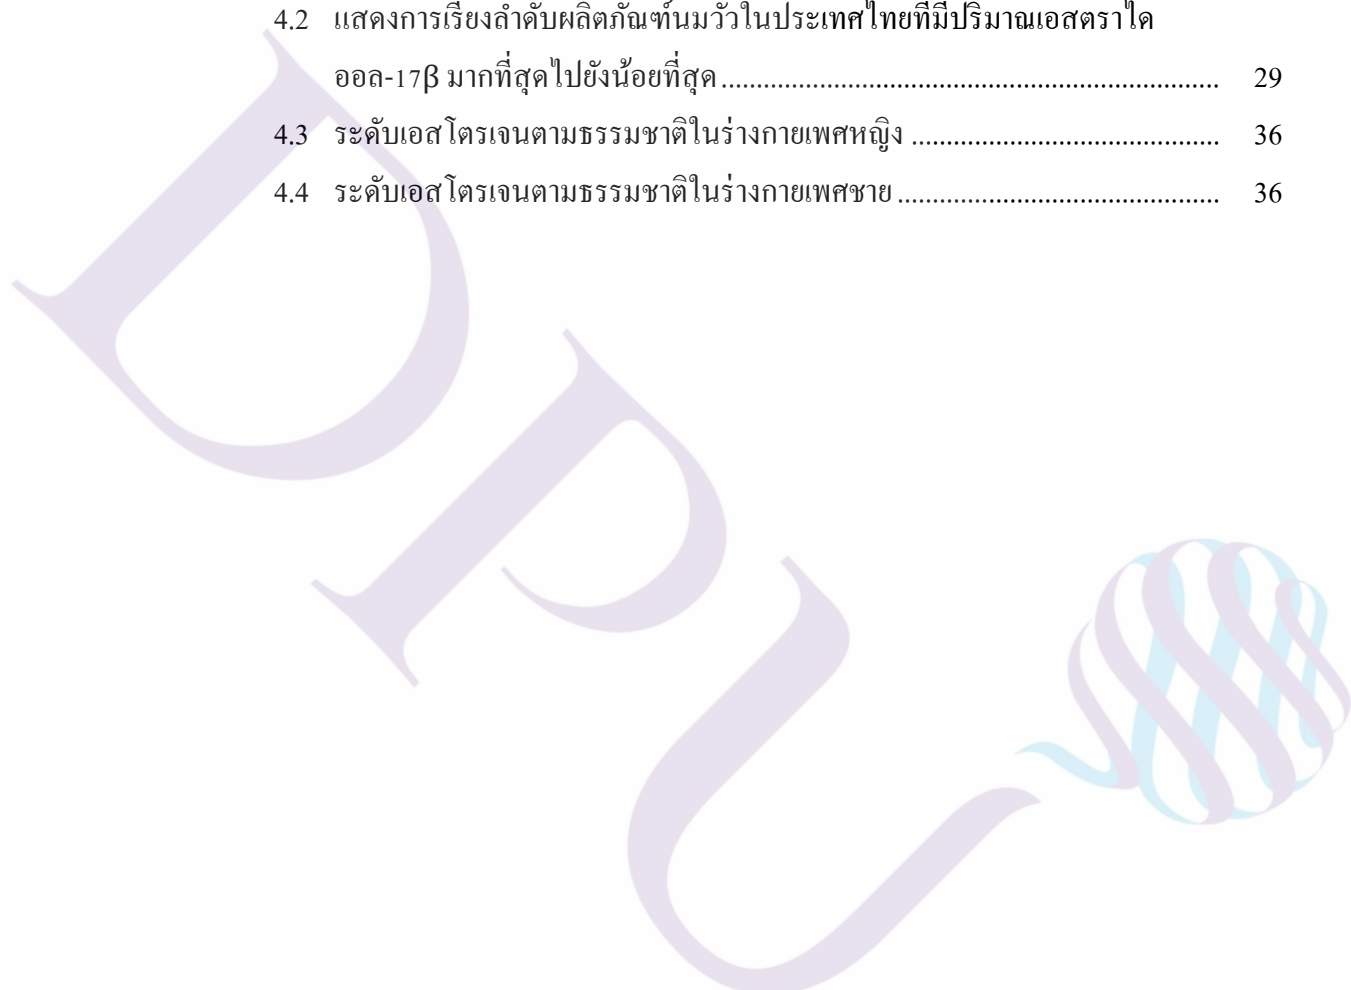 4.2 แสดงการเรียงลำดับผลิตภัณฑ์นมวัวในประเทศไทยที่มีปริมาณเอสตราได
ออล-17β มากที่สุดไปยังน้อยที่สุด........................................................................ 29
4.3 ระดับเอสโตรเจนตามธรรมชาติในร่างกายเพศหญิง ............................................ 36
4.4 ระดับเอสโตรเจนตามธรรมชาติในร่างกายเพศชาย .............................................. 36
DPU